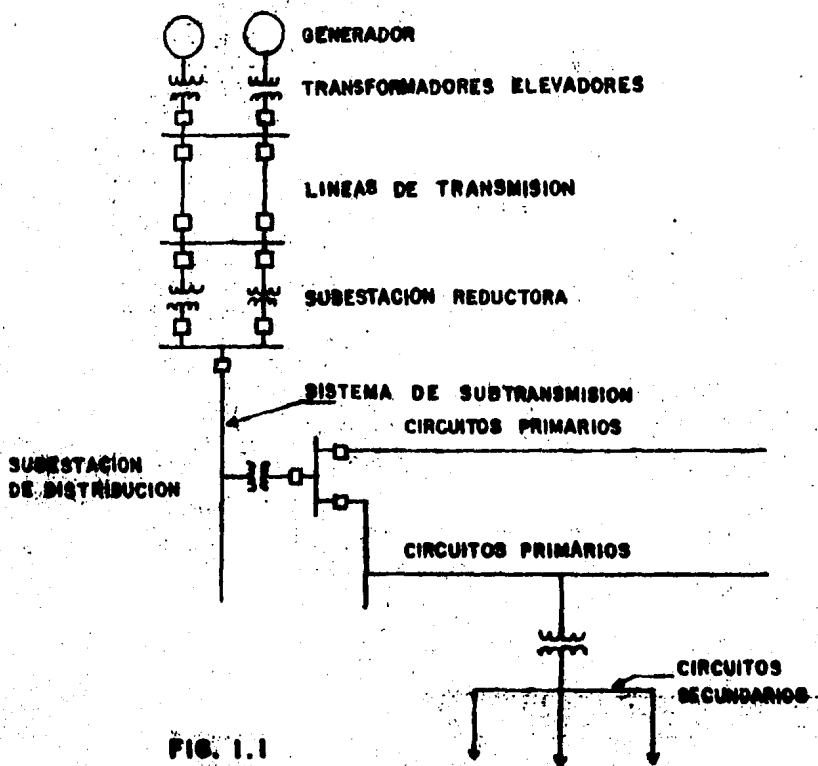 GENERADOR
TRANSFORMADORES ELEVADORES
LINEAS DE TRANSMISION
SUBESTACION REDUCTORA
SISTEMA DE SUBTRANSMISION
CIRCUITOS PRIMARIOS
SUBESTACION
DE DISTRIBUCION
CIRCUITOS PRIMARIOS
CIRCUITOS
SECUNDARIOS
FIG. 1.1